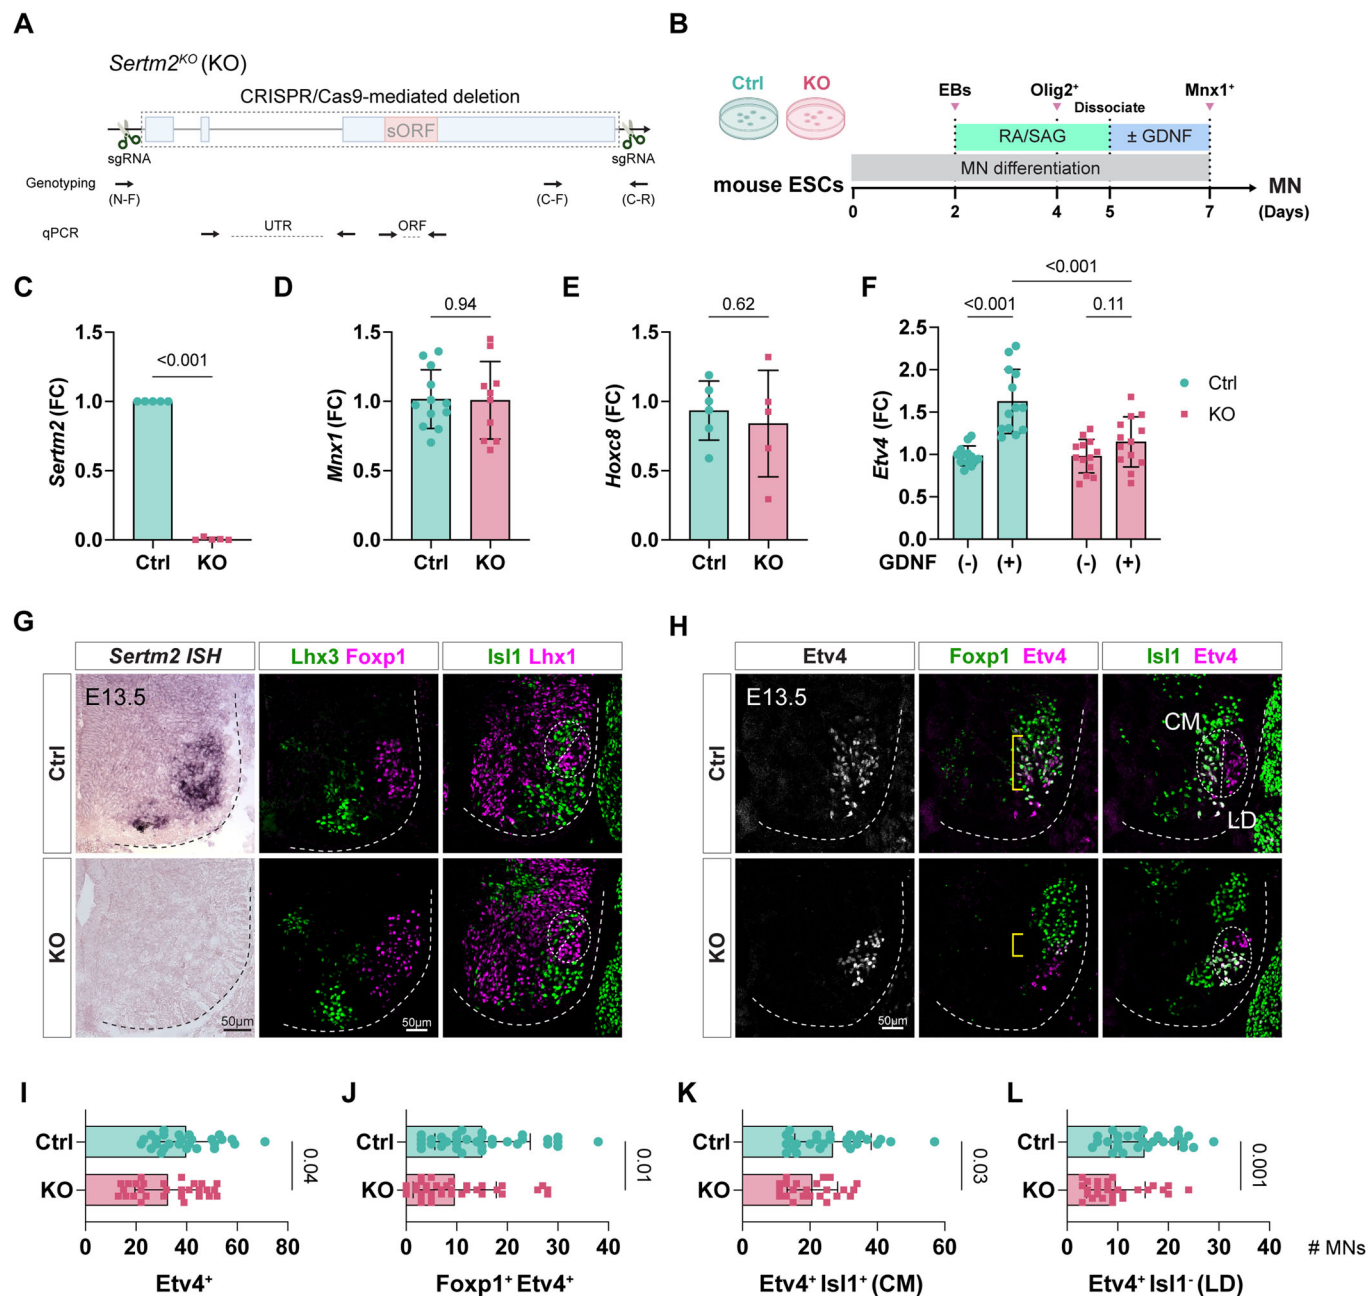 A
Sertm2KO (KO)
CRISPR/Cas9-mediated deletion
sORF
sgRNA
sgRNA
Genotyping
(N-F)
(C-F)
(C-R)
qPCR
UTR
ORF
B
Ctrl
KO
EBs
Olig2+
Dissociate
Mnx1+
RA/SAG
± GDNF
MN differentiation
mouse ESCs
MN
0
2
4
5
7
(Days)
C
Sertm2 (FC)
1.5
1.0
0.5
0.0
<0.001
Ctrl
KO
D
Mnx1 (FC)
1.5
1.0
0.5
0.0
0.94
Ctrl
KO
E
Hoxc8 (FC)
1.5
1.0
0.5
0.0
0.62
Ctrl
KO
F
Etv4 (FC)
2.5
2.0
1.5
1.0
0.5
0.0
<0.001
<0.001
0.11
GDNF
(-)
(+)
(-)
(+)
Ctrl
KO
G
Sertm2 ISH
Lhx3 Foxp1
Isl1 Lhx1
Ctrl
E13.5
KO
50μm
50μm
H
Etv4
Foxp1 Etv4
Isl1 Etv4
Ctrl
E13.5
CM
LD
KO
50μm
I
Ctrl
KO
0.04
0
20
40
60
80
Etv4+
J
Ctrl
KO
0.01
0
10
20
30
40
Foxp1+ Etv4+
K
Ctrl
KO
0.03
0
20
40
60
Etv4+ Isl1+ (CM)
L
Ctrl
KO
0.001
0
10
20
30
40
# MNs
Etv4+ Isl1- (LD)